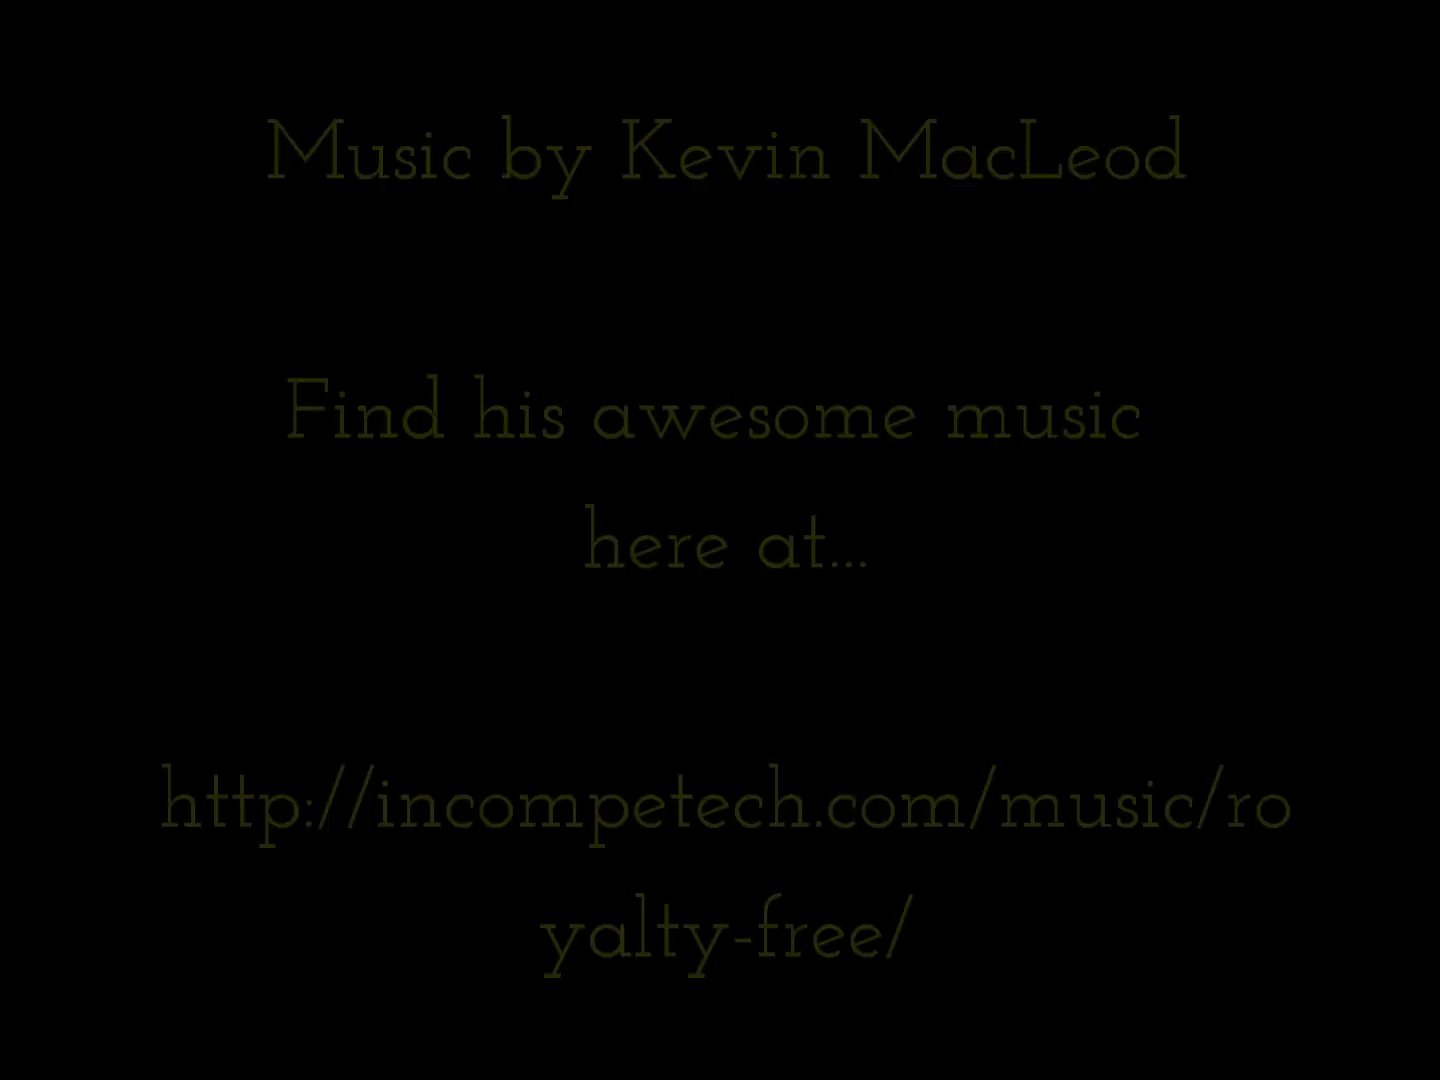 Music by Kevin MacLeod
Find his awesome music
here at...
http://incompetech.com/music/ro
yalty-free/